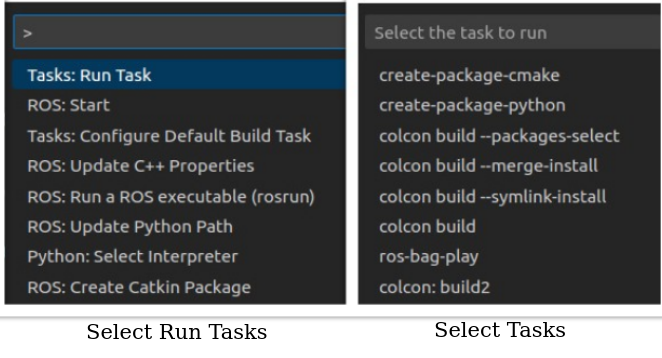 >
Tasks: Run Task
ROS: Start
Tasks: Configure Default Build Task
ROS: Update C++ Properties
ROS: Run a ROS executable (rosrun)
ROS: Update Python Path
Python: Select Interpreter
ROS: Create Catkin Package
Select Run Tasks
Select the task to run
create-package-cmake
create-package-python
colcon build --packages-select
colcon build --merge-install
colcon build --symlink-install
colcon build
ros-bag-play
colcon: build2
Select Tasks